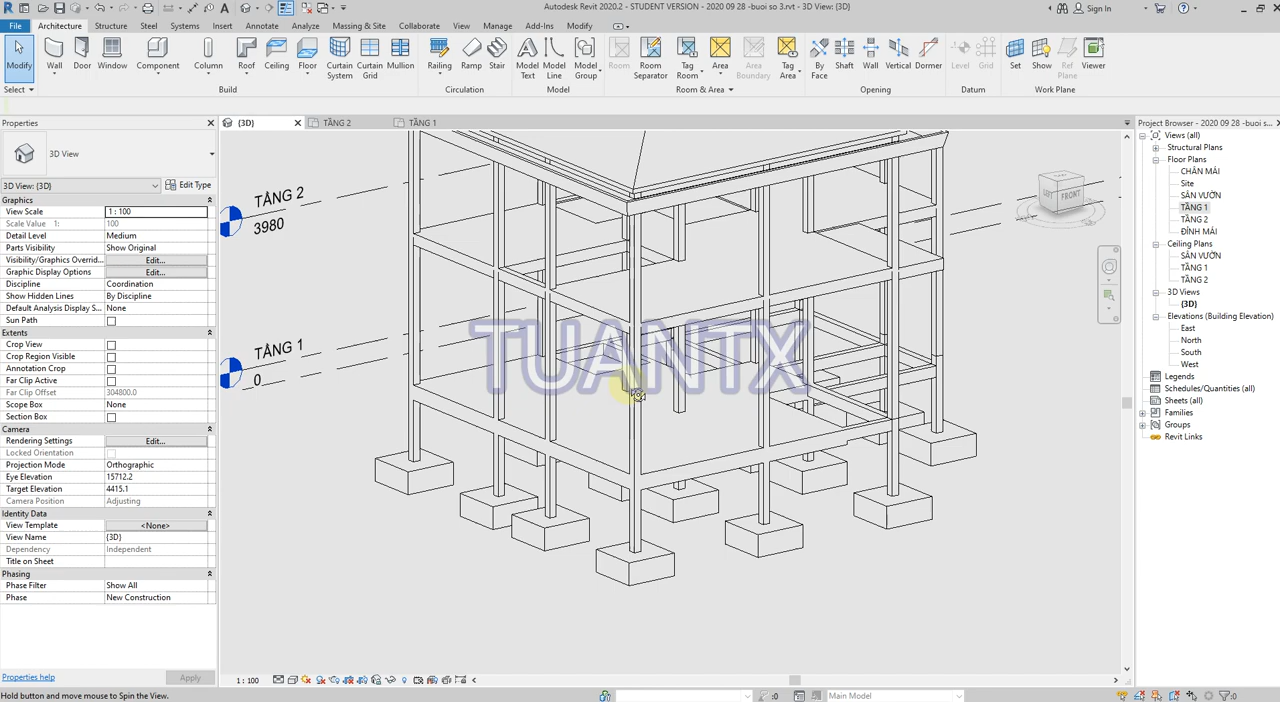 Autodesk Revit 2020.2 - STUDENT VERSION - 2020 09 28 -buoi so 3.rvt - 3D View: {3D}
Sign In
File Architecture Structure Steel Systems Insert Annotate Analyze Massing & Site Collaborate View Manage Add-Ins Modify
Modify Wall Door Window Component Column Roof Ceiling Floor Curtain System Curtain Grid Mullion Railing Ramp Stair Model Text Model Line Model Group Room Room Separator Tag Room Area Area Boundary Tag Area By Face Shaft Wall Vertical Dormer Level Grid Set Show Ref Plane Viewer
Select Build Circulation Model Room & Area Opening Datum Work Plane
Properties
{3D} TẦNG 2 TẦNG 1
3D View
3D View: {3D} Edit Type
Graphics
View Scale 1 : 100
Scale Value 1: 100
Detail Level Medium
Parts Visibility Show Original
Visibility/Graphics Overrid... Edit...
Graphic Display Options Edit...
Discipline Coordination
Show Hidden Lines By Discipline
Default Analysis Display S... None
Sun Path
Extents
Crop View
Crop Region Visible
Annotation Crop
Far Clip Active
Far Clip Offset 304800.0
Scope Box None
Section Box
Camera
Rendering Settings Edit...
Locked Orientation
Projection Mode Orthographic
Eye Elevation 15712.2
Target Elevation 4415.1
Camera Position Adjusting
Identity Data
View Template <None>
View Name {3D}
Dependency Independent
Title on Sheet
Phasing
Phase Filter Show All
Phase New Construction
Properties help Apply
TẦNG 2
3980
TẦNG 1
0
TUANTX
LEFT FRONT
Project Browser - 2020 09 28 -buoi s...
Views (all)
Structural Plans
Floor Plans
CHÂN MÁI
Site
SÂN VƯỜN
TẦNG 1
TẦNG 2
ĐỈNH MÁI
Ceiling Plans
SÂN VƯỜN
TẦNG 1
TẦNG 2
3D Views
{3D}
Elevations (Building Elevation)
East
North
South
West
Legends
Schedules/Quantities (all)
Sheets (all)
Families
Groups
Revit Links
1 : 100
Hold button and move mouse to Spin the View.
:0 Main Model :0